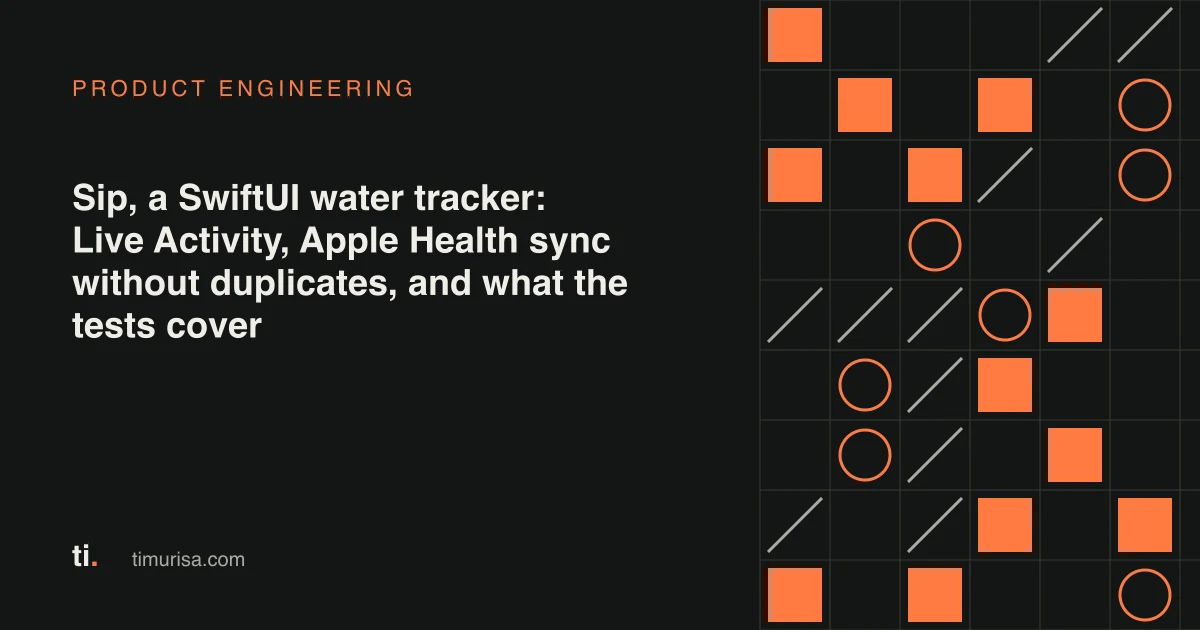 PRODUCT ENGINEERING
Sip, a SwiftUI water tracker:
Live Activity, Apple Health sync
without duplicates, and what the
tests cover
ti.
timurisa.com